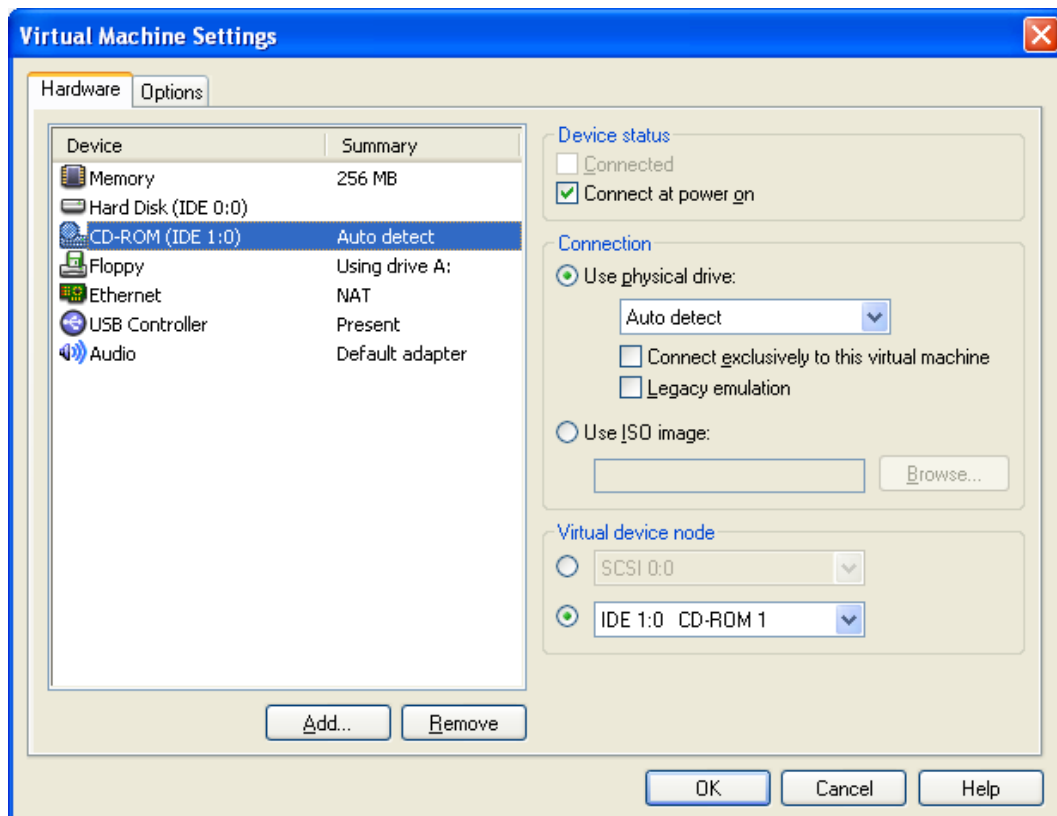 Virtual Machine Settings
Hardware Options
Device Summary
Memory 256 MB
Hard Disk (IDE 0:0)
CD-ROM (IDE 1:0) Auto detect
Floppy Using drive A:
Ethernet NAT
USB Controller Present
Audio Default adapter
Add... Remove
Device status
Connected
Connect at power on
Connection
Use physical drive:
Auto detect
Connect exclusively to this virtual machine
Legacy emulation
Use ISO image:
Browse...
Virtual device node
SCSI 0:0
IDE 1:0 CD-ROM 1
OK Cancel Help